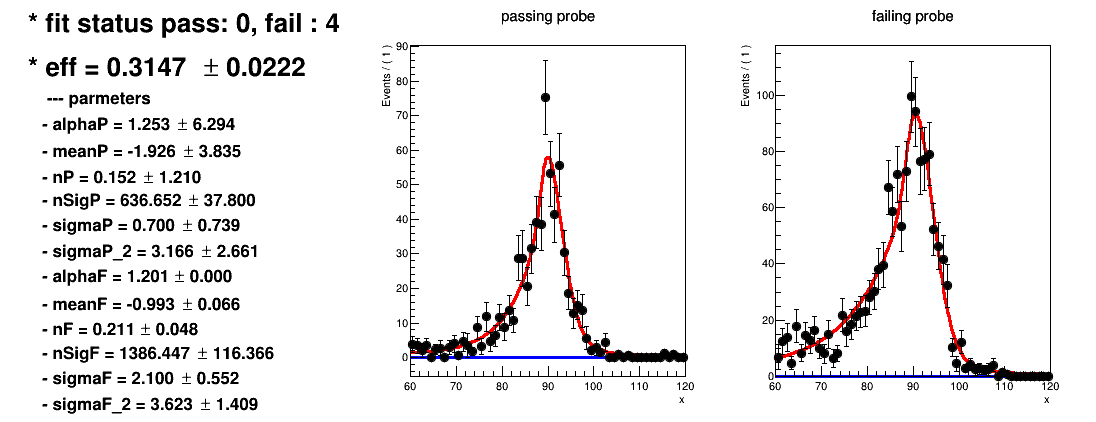 * fit status pass: 0, fail : 4
* eff = 0.3147 ± 0.0222
--- parmeters
- alphaP = 1.253 ± 6.294
- meanP = -1.926 ± 3.835
- nP = 0.152 ± 1.210
- nSigP = 636.652 ± 37.800
- sigmaP = 0.700 ± 0.739
- sigmaP_2 = 3.166 ± 2.661
- alphaF = 1.201 ± 0.000
- meanF = -0.993 ± 0.066
- nF = 0.211 ± 0.048
- nSigF = 1386.447 ± 116.366
- sigmaF = 2.100 ± 0.552
- sigmaF_2 = 3.623 ± 1.409
passing probe
Events / ( 1 )
90
80
70
60
50
40
30
20
10
0
60 70 80 90 100 110 120
x
failing probe
Events / ( 1 )
100
80
60
40
20
0
60 70 80 90 100 110 120
x